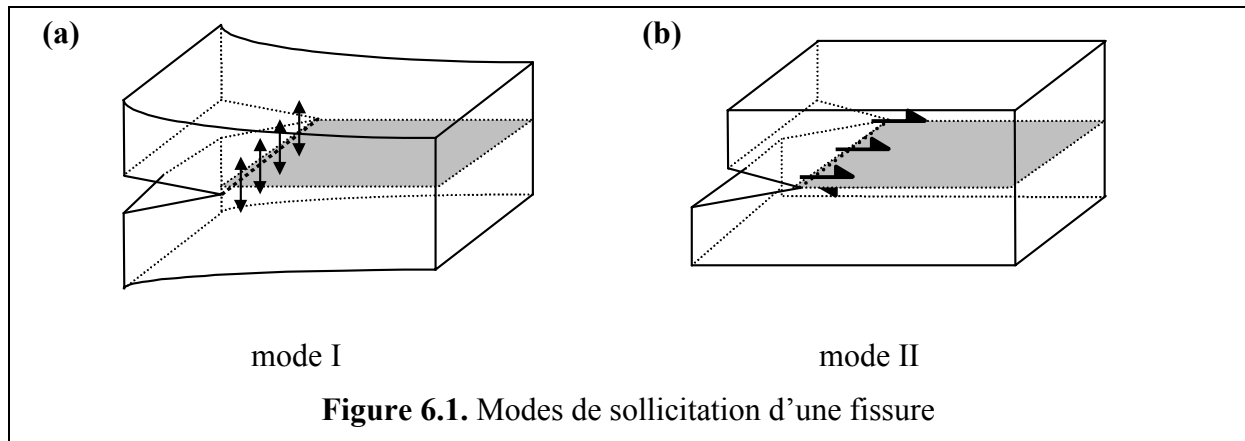 (a) (b)
mode I mode II
Figure 6.1. Modes de sollicitation d’une fissure